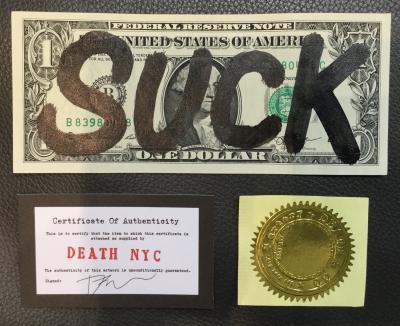 FEDERAL RESERVE NOTE
UNITED STATES OF AMERICA
SUCK
ONE DOLLAR
Certificate Of Authenticity
This is to certify that the item to which this certificate is
attached as supplied by
DEATH NYC
The authenticity of this artwork is unconditionally guaranteed.
Signed: